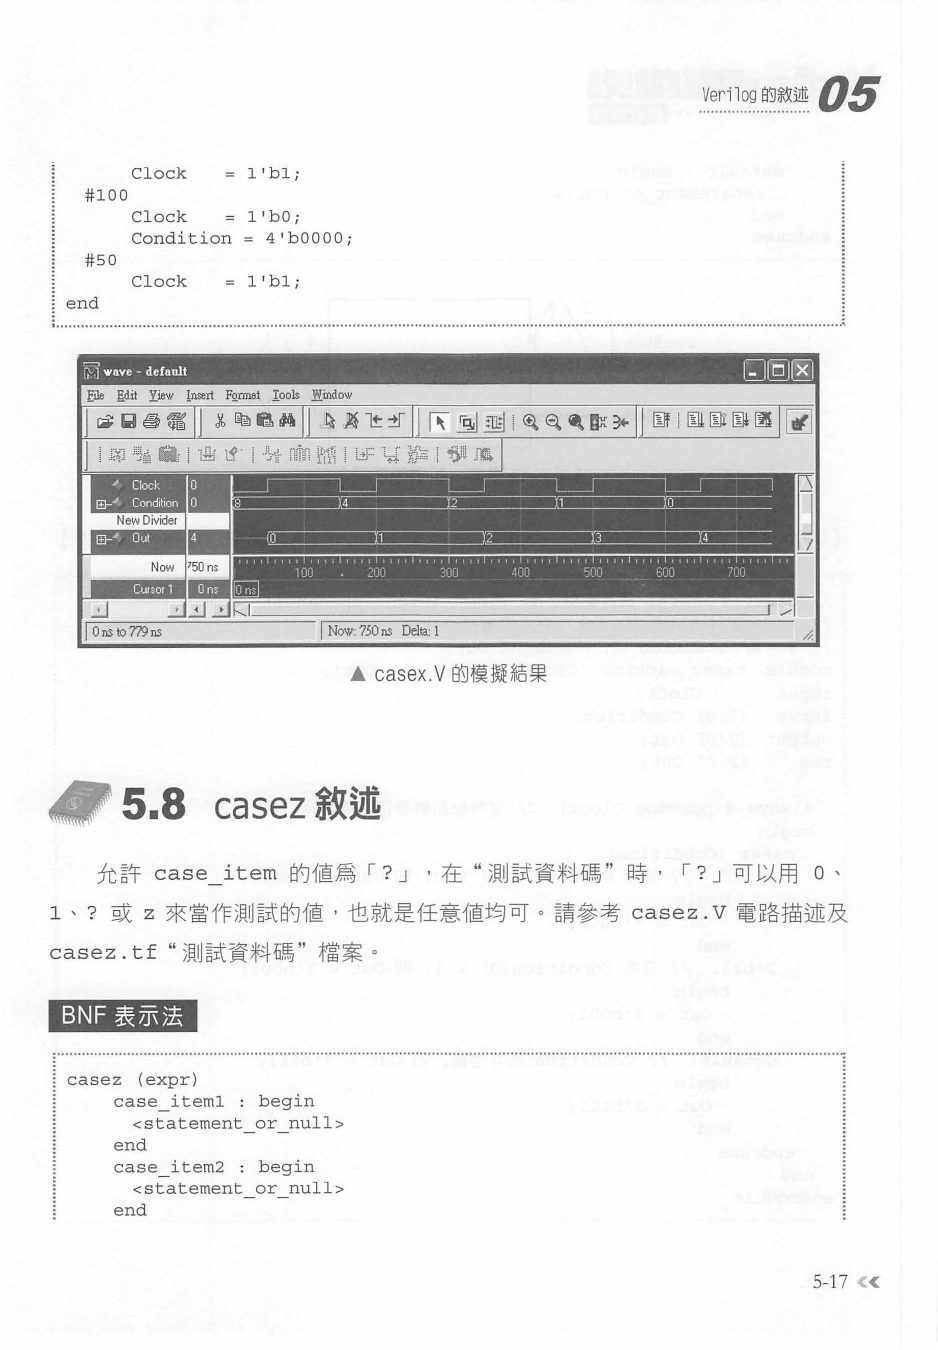 Verilog 的敘述 05
Clock = 1'b1;
#100
Clock = 1'b0;
Condition = 4'b0000;
#50
Clock = 1'b1;
end
wave - default
File Edit View Insert Format Tools Window
Clock 0
Condition 0 8 4 2 1 0
New Divider
Out 4 0 1 2 3 4
Now 750 ns 100 200 300 400 500 600 700
Cursor 1 0 ns 0 ns
0 ns to 779 ns Now: 750 ns Delta: 1
▲ casex.V 的模擬結果
5.8 casez 敘述
允許 case_item 的值爲「?」，在 “測試資料碼” 時，「?」可以用 0、
1、? 或 z 來當作測試的值，也就是任意值均可。請參考 casez.V 電路描述及
casez.tf “測試資料碼” 檔案。
BNF 表示法
casez (expr)
case_item1 : begin
<statement_or_null>
end
case_item2 : begin
<statement_or_null>
end
5-17